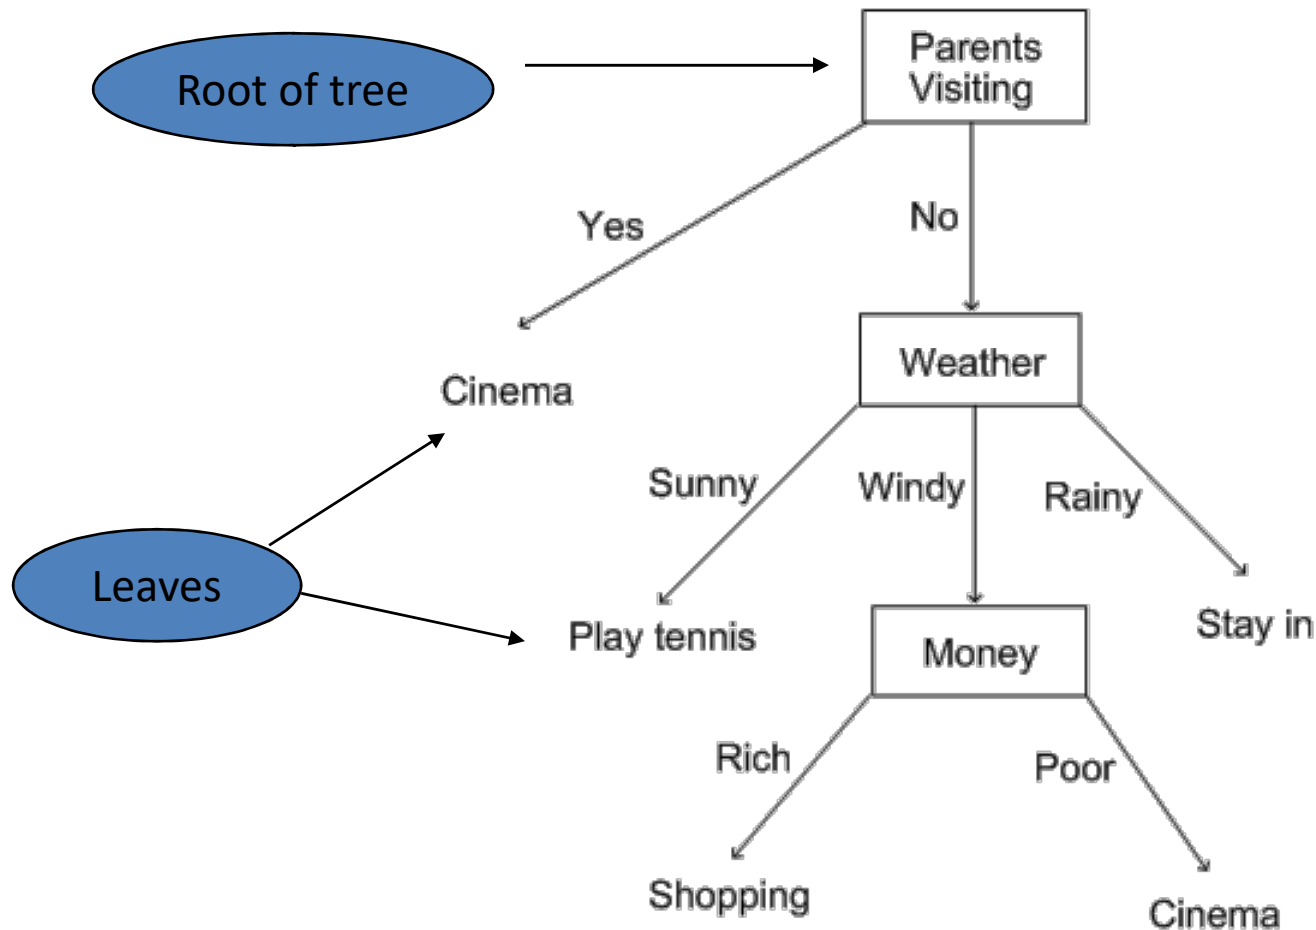 Root of tree
Parents
Visiting
Yes
No
Weather
Cinema
Sunny
Windy
Rainy
Leaves
Play tennis
Money
Stay in
Rich
Poor
Shopping
Cinema